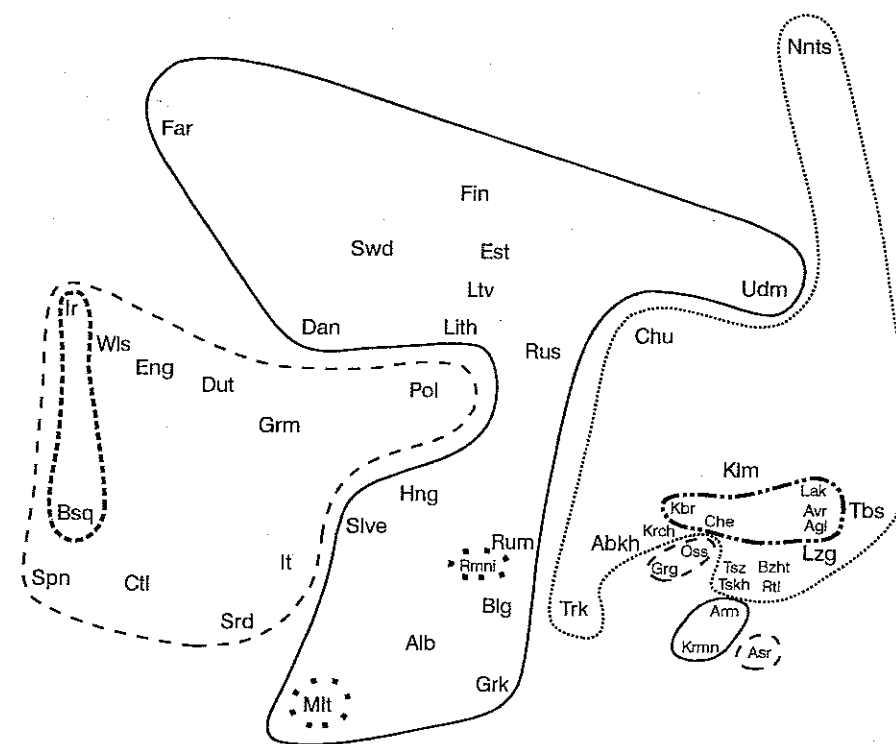 Nnts
Far
Fin
Swd
Est
Ltv
Udm
Ir
Dan
Lith
Chu
Wls
Rus
Eng
Dut
Pol
Grm
Klm
Hng
Lak
Bsq
Kbr
Avr
Tbs
Slve
Krch
Che
Agl
Rum
Abkh
Oss
Lzg
It
Rmni
Grg
Tsz
Bzht
Spn
Ctl
Tskh
Rtl
Blg
Trk
Arm
Srd
Alb
Krmn
Asr
Grk
Mlt